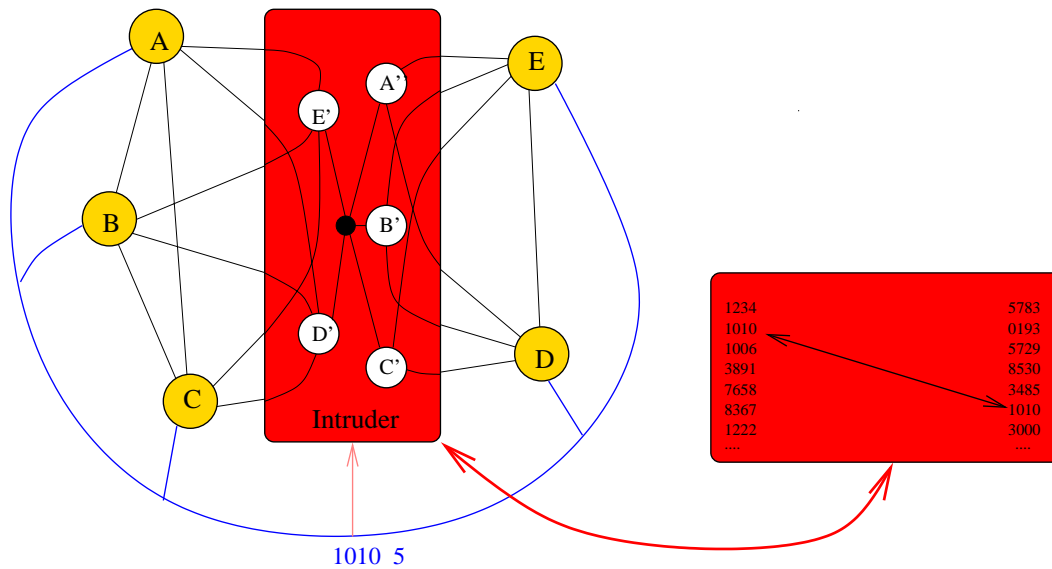 A
E
A'
E'
B
B'
D'
D
C'
C
Intruder
1010 5
1234 5783
1010 0193
1006 5729
3891 8530
7658 3485
8367 1010
1222 3000
.... ....